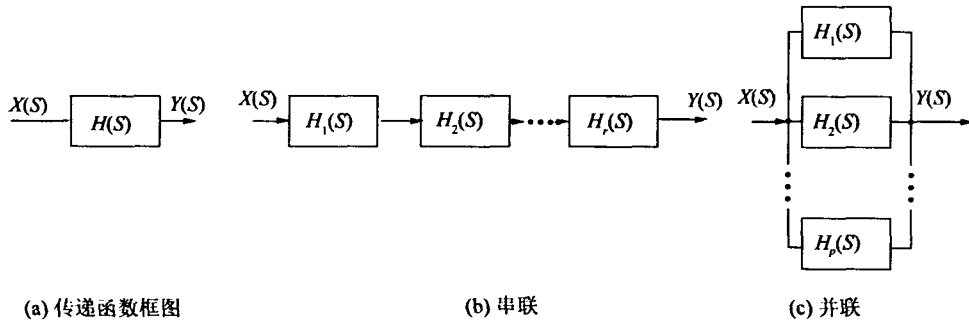 X(S)
H(S)
Y(S)
(a) 传递函数框图
X(S)
H₁(S)
H₂(S)
Hᵣ(S)
Y(S)
(b) 串联
X(S)
H₁(S)
H₂(S)
Hₚ(S)
Y(S)
(c) 并联